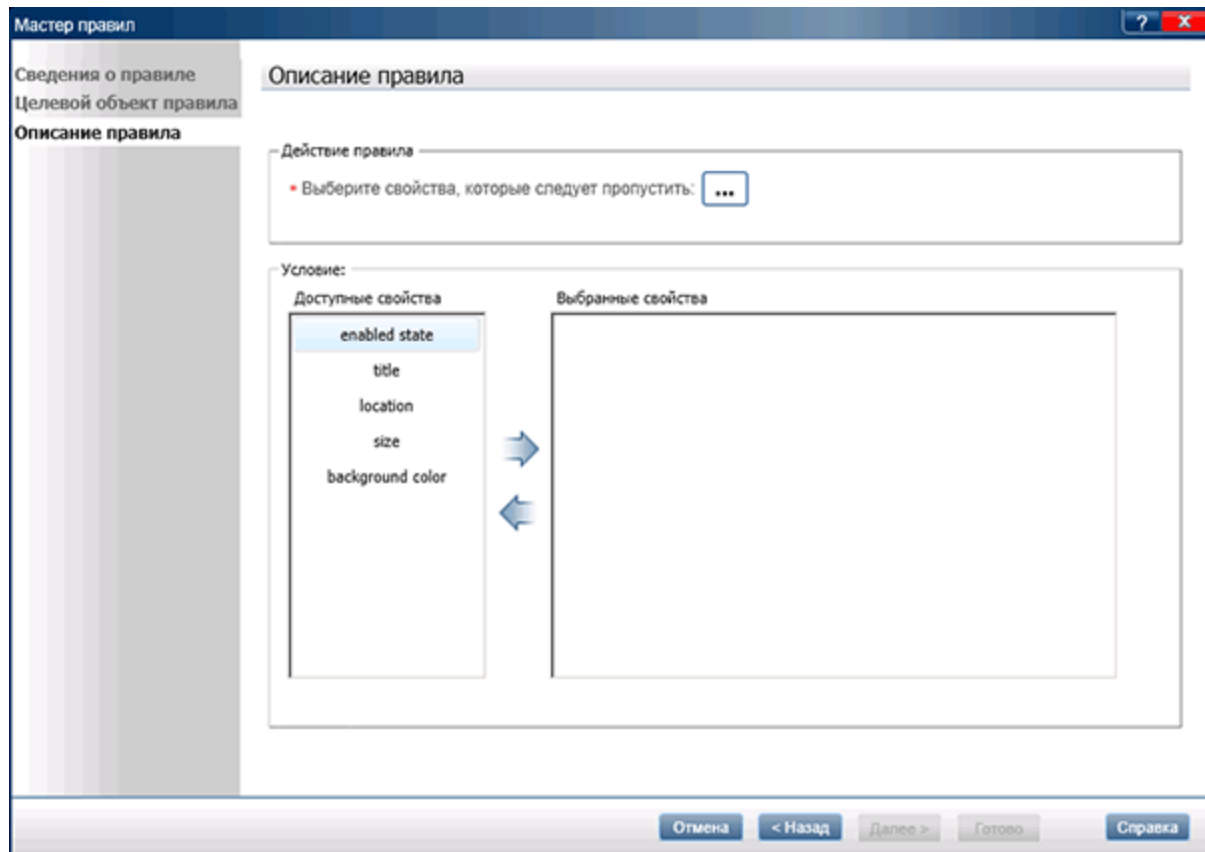 Мастер правил
?
x
Сведения о правиле
Целевой объект правила
Описание правила
Описание правила
Действие правила
• Выберите свойства, которые следует пропустить: ...
Условие:
Доступные свойства
enabled state
title
location
size
background color
Выбранные свойства
Отмена
< Назад
Далее >
Готово
Справка